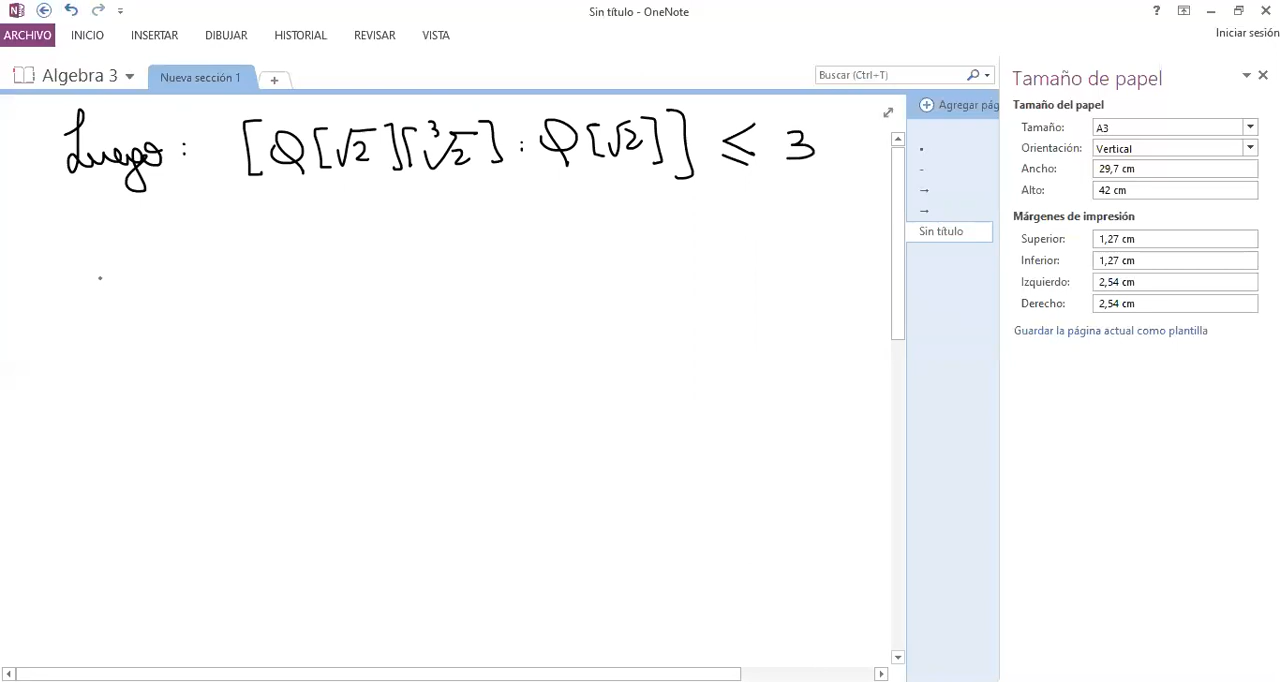 Sin título - OneNote
?
ARCHIVO INICIO INSERTAR DIBUJAR HISTORIAL REVISAR VISTA
Iniciar sesión
Algebra 3
Nueva sección 1
+
Buscar (Ctrl+T)
Agregar pág
.
-
→
→
Sin título
Luego: [Q[√2][∛2] : Q[√2]] ≤ 3
Tamaño de papel
Tamaño del papel
Tamaño: A3
Orientación: Vertical
Ancho: 29,7 cm
Alto: 42 cm
Márgenes de impresión
Superior: 1,27 cm
Inferior: 1,27 cm
Izquierdo: 2,54 cm
Derecho: 2,54 cm
Guardar la página actual como plantilla